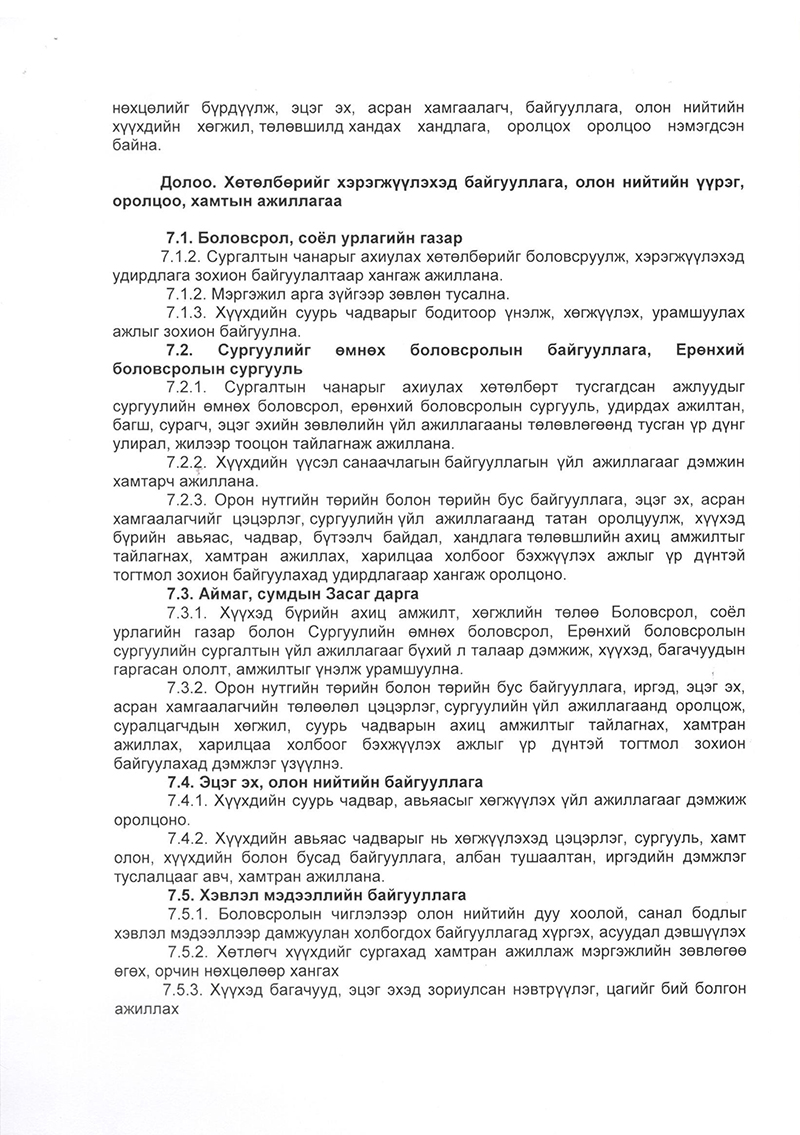 нөхцөлийг бүрдүүлж, эцэг эх, асран хамгаалагч, байгууллага, олон нийтийн
хүүхдийн хөгжил, төлөвшилд хандах хандлага, оролцох оролцоо нэмэгдсэн
байна.
Долоо. Хөтөлбөрийг хэрэгжүүлэхэд байгууллага, олон нийтийн үүрэг,
оролцоо, хамтын ажиллагаа
7.1. Боловсрол, соёл урлагийн газар
7.1.2. Сургалтын чанарыг ахиулах хөтөлбөрийг боловсруулж, хэрэгжүүлэхэд
удирдлага зохион байгуулалтаар хангаж ажиллана.
7.1.2. Мэргэжил арга зүйгээр зөвлөн тусална.
7.1.3. Хүүхдийн суурь чадварыг бодитоор үнэлж, хөгжүүлэх, урамшуулах
ажлыг зохион байгуулна.
7.2. Сургуулийг өмнөх боловсролын байгууллага, Ерөнхий
боловсролын сургууль
7.2.1. Сургалтын чанарыг ахиулах хөтөлбөрт тусгагдсан ажлуудыг
сургуулийн өмнөх боловсрол, ерөнхий боловсролын сургууль, удирдах ажилтан,
багш, сурагч, эцэг эхийн зөвлөлийн үйл ажиллагааны төлөвлөгөөнд тусган үр дүнг
улирал, жилээр тооцон тайлагнаж ажиллана.
7.2.2. Хүүхдийн үүсэл санаачлагын байгууллагын үйл ажиллагааг дэмжин
хамтарч ажиллана.
7.2.3. Орон нутгийн төрийн болон төрийн бус байгууллага, эцэг эх, асран
хамгаалагчийг цэцэрлэг, сургуулийн үйл ажиллагаанд татан оролцуулж, хүүхэд
бүрийн авьяас, чадвар, бүтээлч байдал, хандлага төлөвшлийн ахиц амжилтыг
тайлагнах, хамтран ажиллах, харилцаа холбоог бэхжүүлэх ажлыг үр дүнтэй
тогтмол зохион байгуулахад удирдлагаар хангаж оролцоно.
7.3. Аймаг, сумдын Засаг дарга
7.3.1. Хүүхэд бүрийн ахиц амжилт, хөгжлийн төлөө Боловсрол, соёл
урлагийн газар болон Сургуулийн өмнөх боловсрол, Ерөнхий боловсролын
сургуулийн сургалтын үйл ажиллагааг бүхий л талаар дэмжиж, хүүхэд, багачуудын
гаргасан ололт, амжилтыг үнэлж урамшуулна.
7.3.2. Орон нутгийн төрийн болон төрийн бус байгууллага, иргэд, эцэг эх,
асран хамгаалагчийн төлөөлөл цэцэрлэг, сургуулийн үйл ажиллагаанд оролцож,
суралцагчдын хөгжил, суурь чадварын ахиц амжилтыг тайлагнах, хамтран
ажиллах, харилцаа холбоог бэхжүүлэх ажлыг үр дүнтэй тогтмол зохион
байгуулахад дэмжлэг үзүүлнэ.
7.4. Эцэг эх, олон нийтийн байгууллага
7.4.1. Хүүхдийн суурь чадвар, авьяасыг хөгжүүлэх үйл ажиллагааг дэмжиж
оролцоно.
7.4.2. Хүүхдийн авьяас чадварыг нь хөгжүүлэхэд цэцэрлэг, сургууль, хамт
олон, хүүхдийн болон бусад байгууллага, албан тушаалтан, иргэдийн дэмжлэг
туслалцааг авч, хамтран ажиллана.
7.5. Хэвлэл мэдээллийн байгууллага
7.5.1. Боловсролын чиглэлээр олон нийтийн дуу хоолой, санал бодлыг
хэвлэл мэдээллээр дамжуулан холбогдох байгууллагад хүргэх, асуудал дэвшүүлэх
7.5.2. Хөтлөгч хүүхдийг сургахад хамтран ажиллаж мэргэжлийн зөвлөгөө
өгөх, орчин нөхцөлөөр хангах
7.5.3. Хүүхэд багачууд, эцэг эхэд зориулсан нэвтрүүлэг, цагийг бий болгон
ажиллах